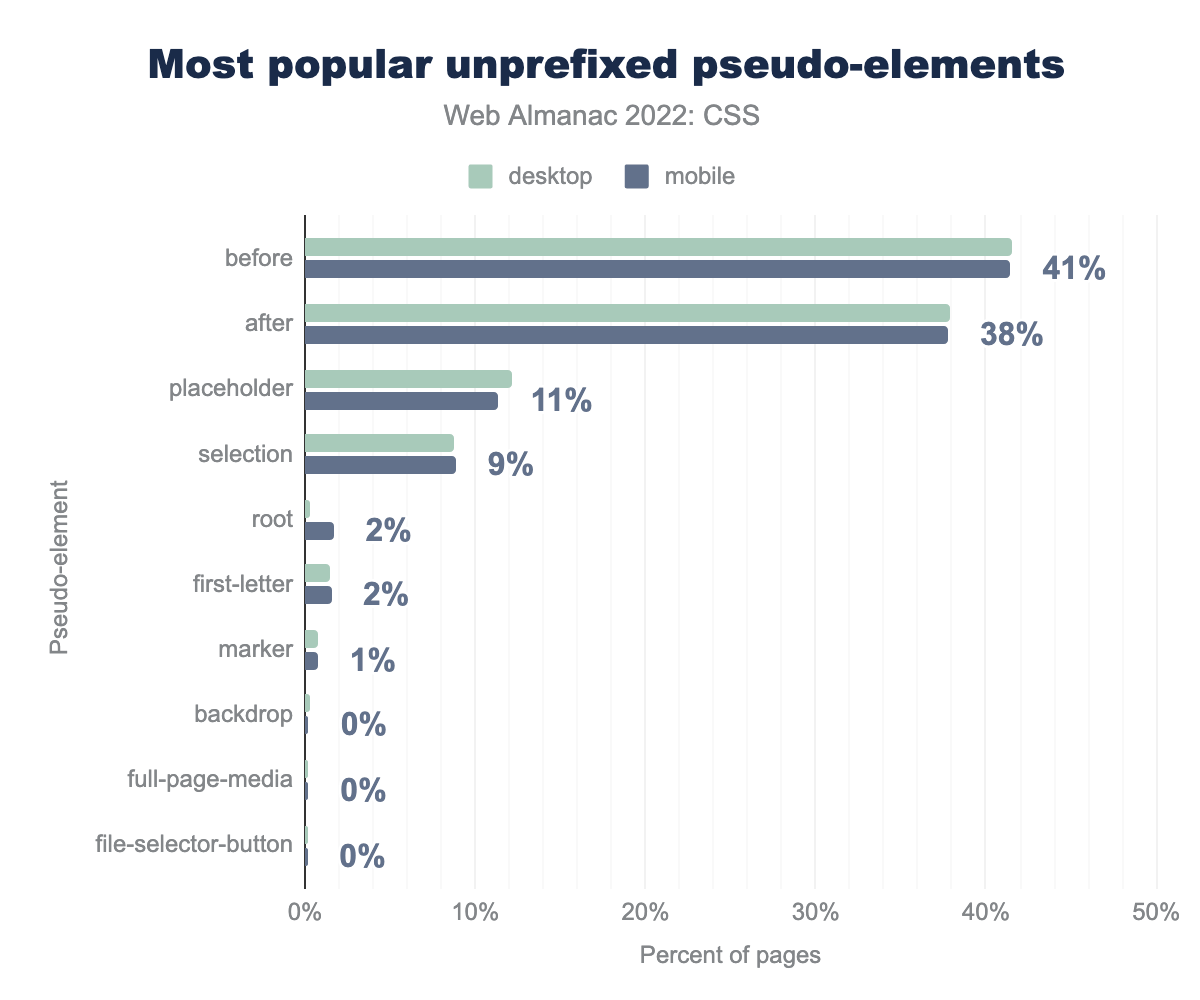 Most popular unprefixed pseudo-elements
Web Almanac 2022: CSS
desktop mobile
before 41%
after 38%
placeholder 11%
selection 9%
root 2%
first-letter 2%
marker 1%
backdrop 0%
full-page-media 0%
file-selector-button 0%
Pseudo-element
0% 10% 20% 30% 40% 50%
Percent of pages